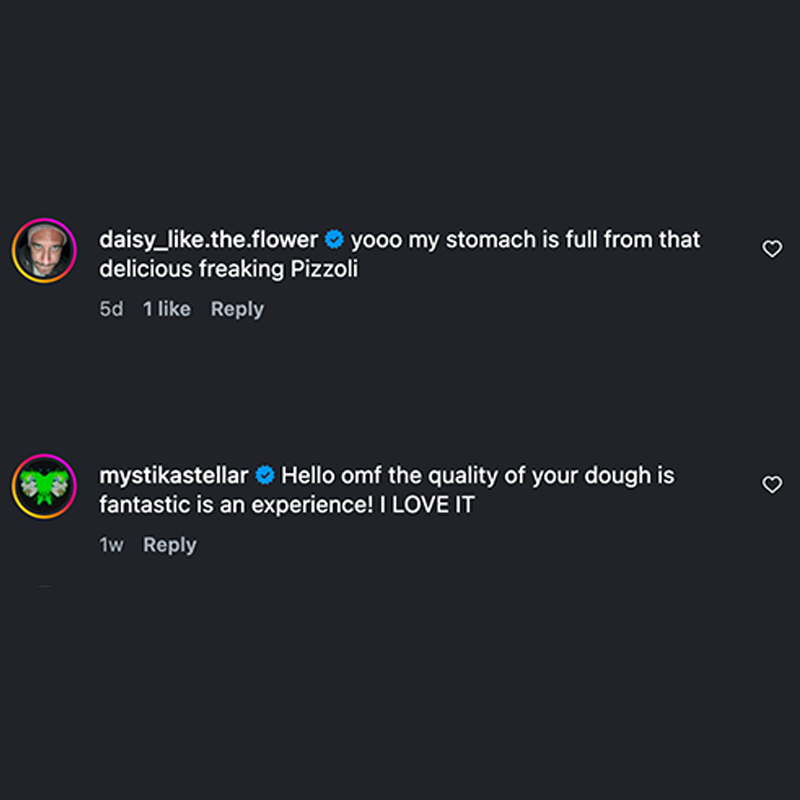 daisy_like.the.flower yooo my stomach is full from that
delicious freaking Pizzoli
5d 1 like Reply
mystikastellar Hello omf the quality of your dough is
fantastic is an experience! I LOVE IT
1w Reply